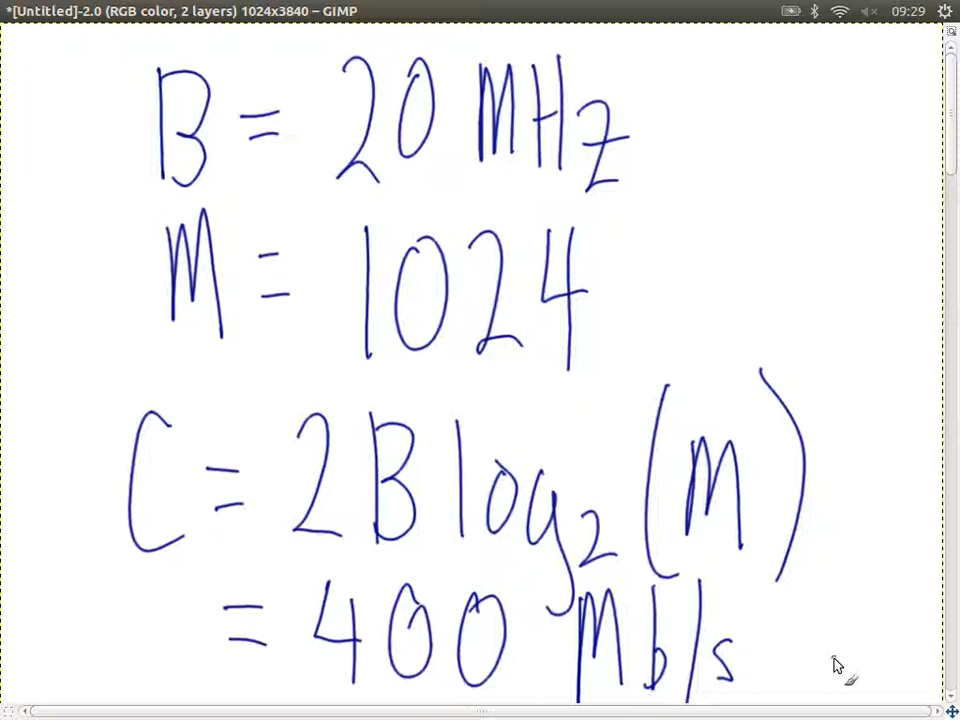 *[Untitled]-2.0 (RGB color, 2 layers) 1024x3840 – GIMP 09:29
B = 20 MHz
M = 1024
C = 2B log₂(M)
= 400 Mb/s